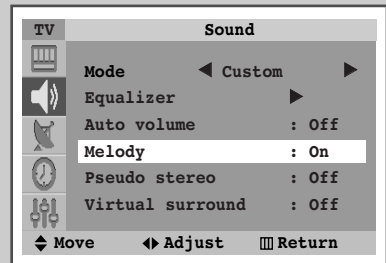 TV Sound
Mode Custom
Equalizer
Auto volume : Off
Melody : On
Pseudo stereo : Off
Virtual surround : Off
Move Adjust Return